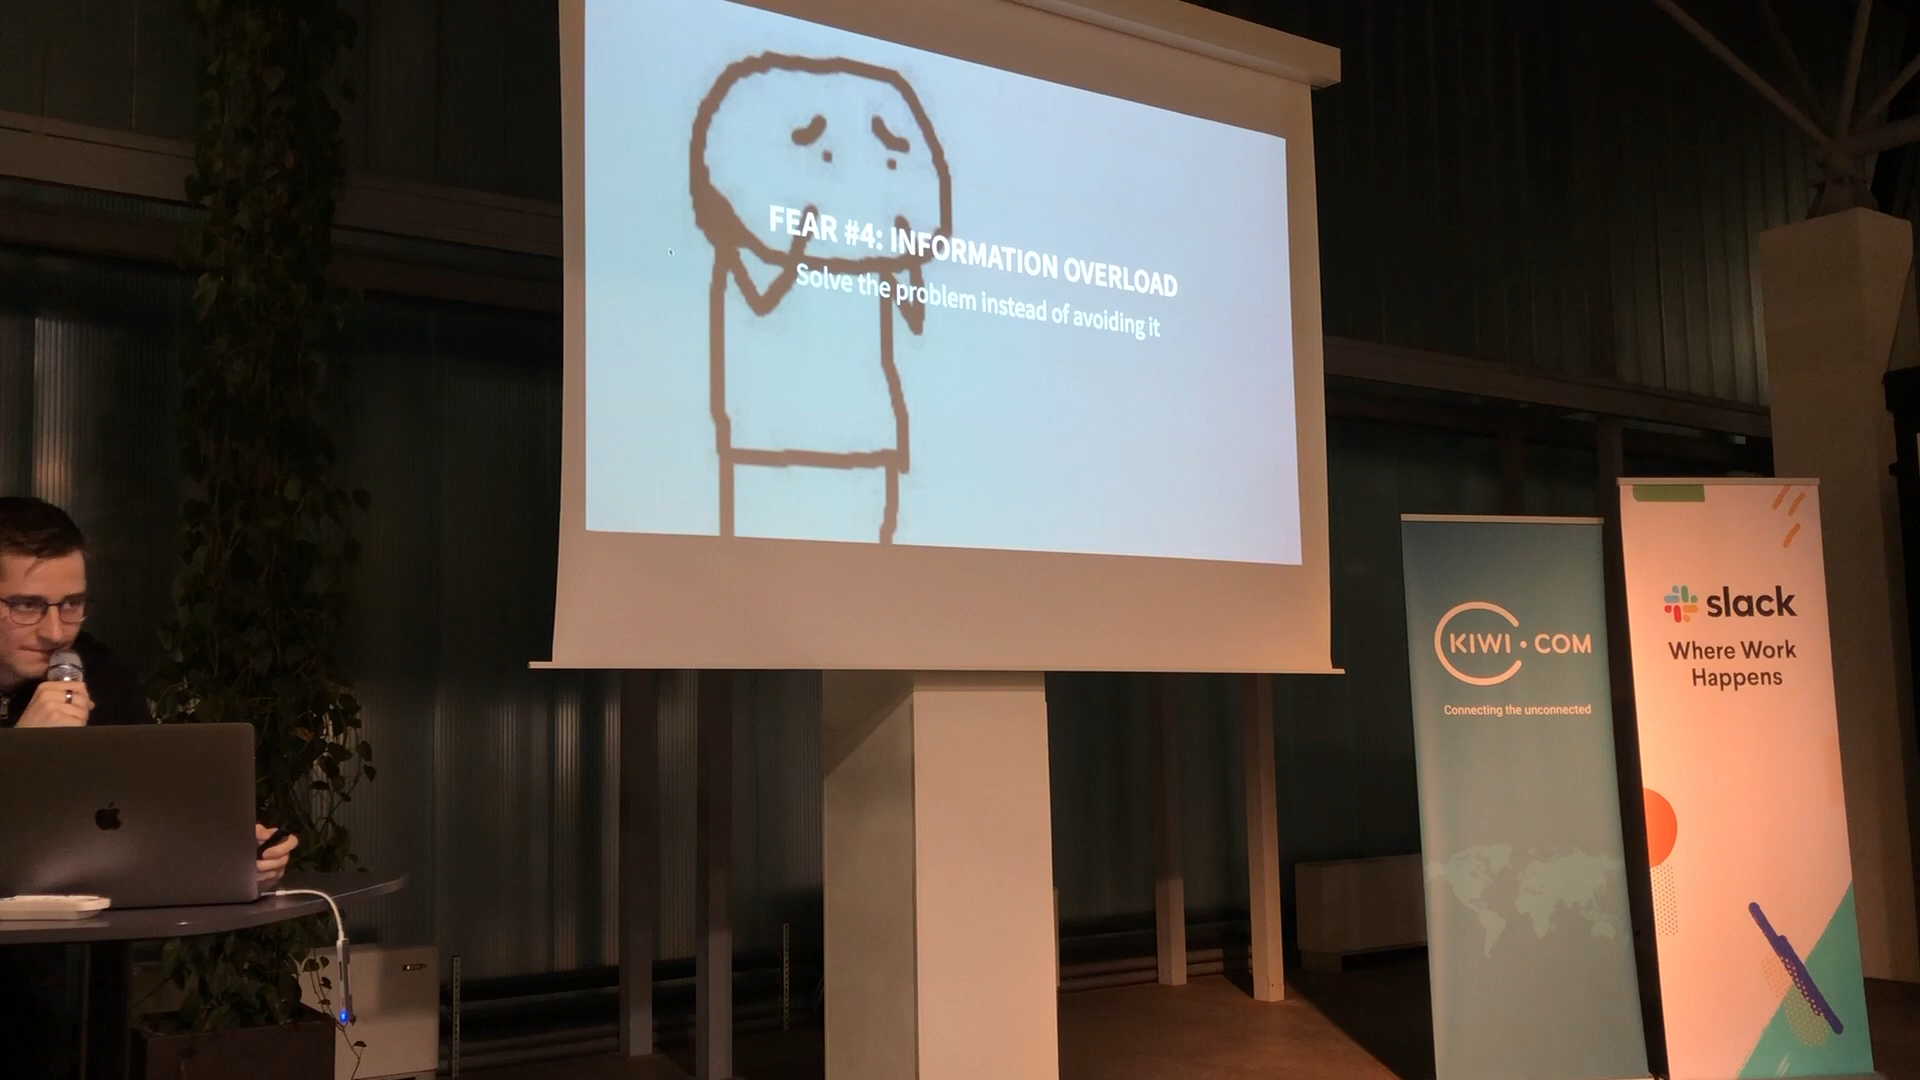 FEAR #4: INFORMATION OVERLOAD
Solve the problem instead of avoiding it
KIWI.COM
Connecting the unconnected
slack
Where Work
Happens